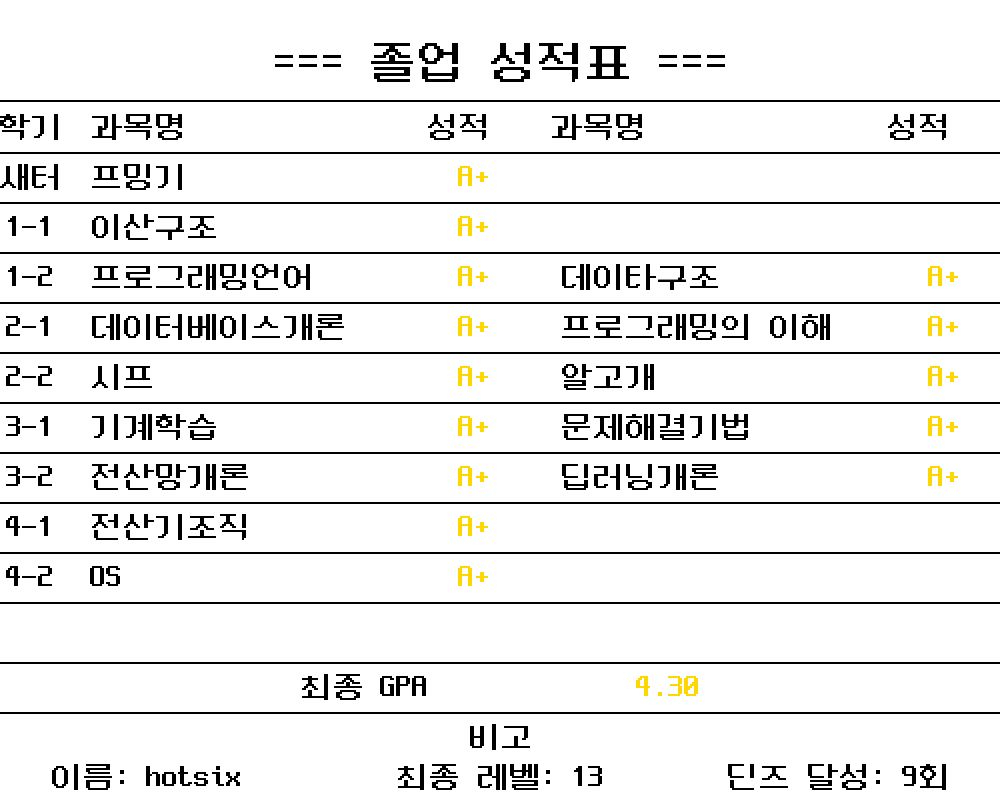 === 졸업 성적표 ===
학기 과목명 성적 과목명 성적
새터 프밍기 A+
1-1 이산구조 A+
1-2 프로그래밍언어 A+ 데이타구조 A+
2-1 데이터베이스개론 A+ 프로그래밍의 이해 A+
2-2 시프 A+ 알고개 A+
3-1 기계학습 A+ 문제해결기법 A+
3-2 전산망개론 A+ 딥러닝개론 A+
4-1 전산기조직 A+
4-2 OS A+
최종 GPA 4.30
비고
이름: hotsix 최종 레벨: 13 딘즈 달성: 9회